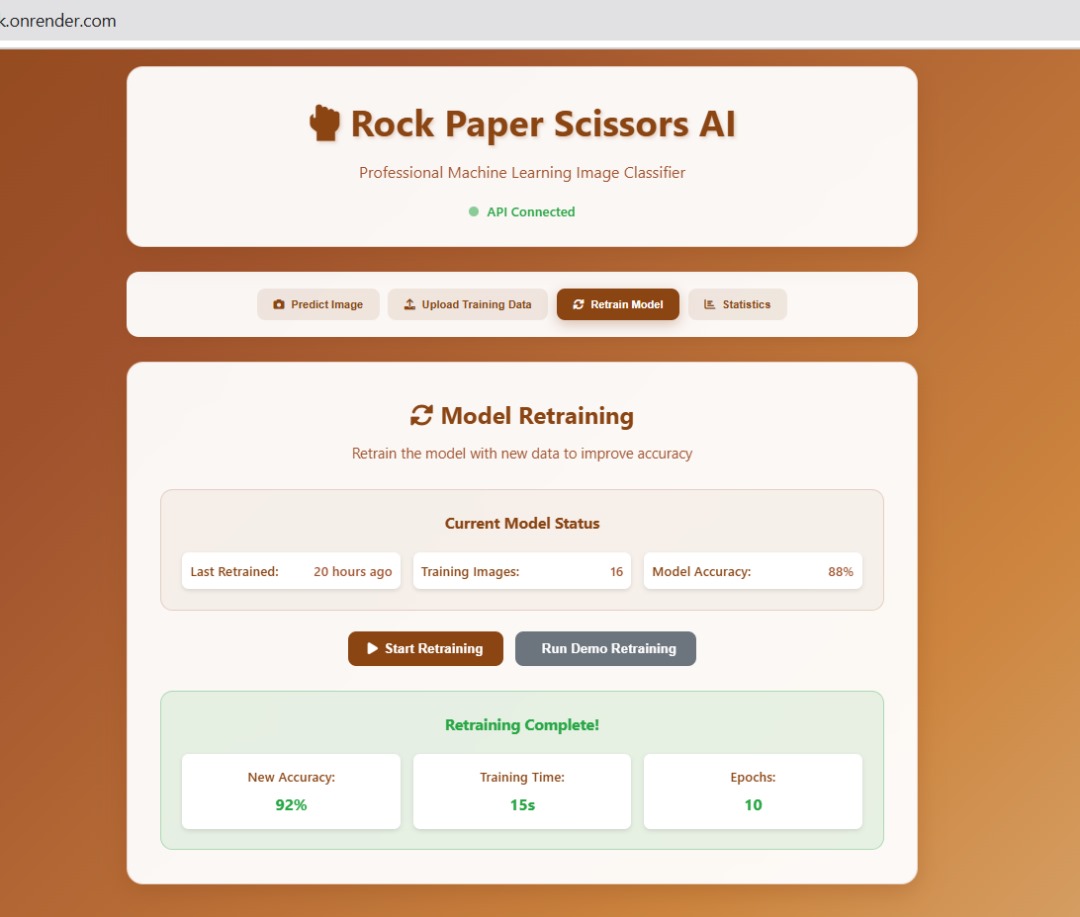 k.onrender.com
Rock Paper Scissors AI
Professional Machine Learning Image Classifier
API Connected
Predict Image Upload Training Data Retrain Model Statistics
Model Retraining
Retrain the model with new data to improve accuracy
Current Model Status
Last Retrained: 20 hours ago Training Images: 16 Model Accuracy: 88%
Start Retraining Run Demo Retraining
Retraining Complete!
New Accuracy: Training Time: Epochs:
92% 15s 10